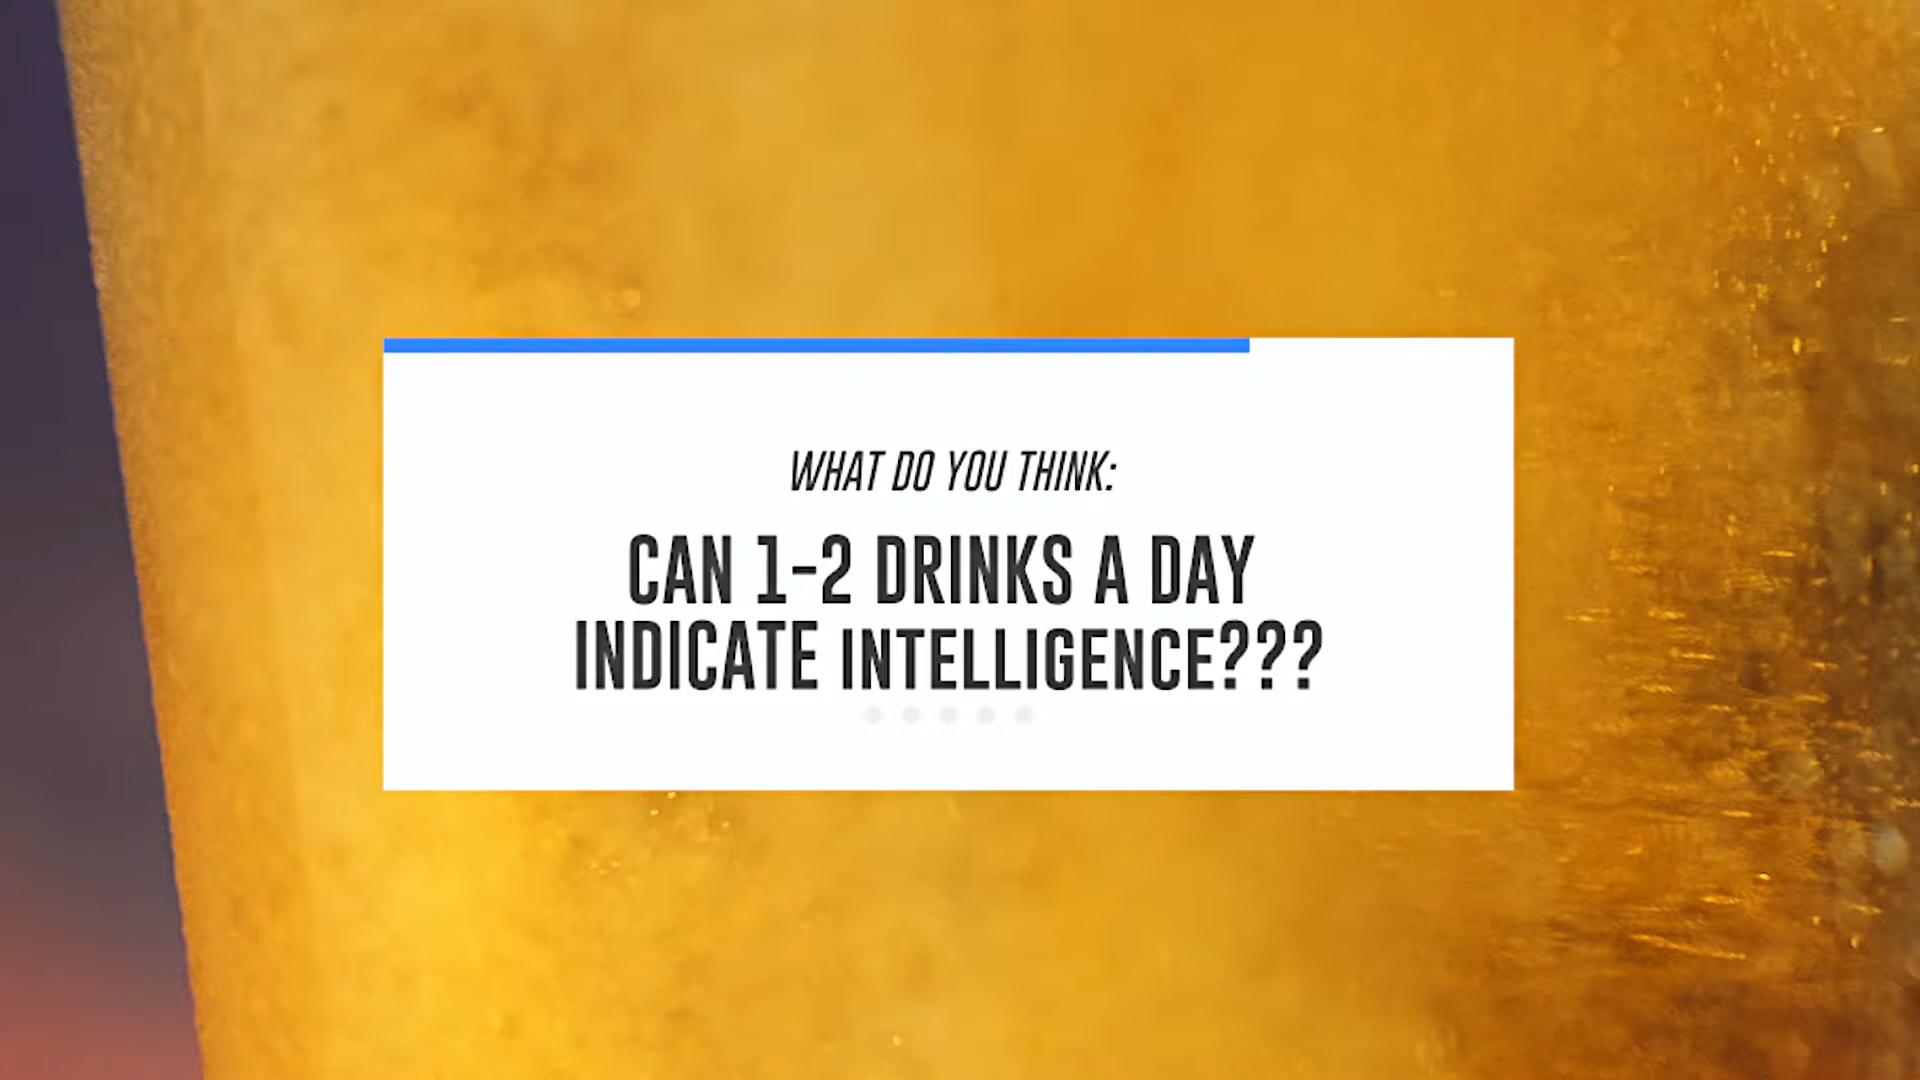 WHAT DO YOU THINK:
CAN 1-2 DRINKS A DAY
INDICATE INTELLIGENCE???